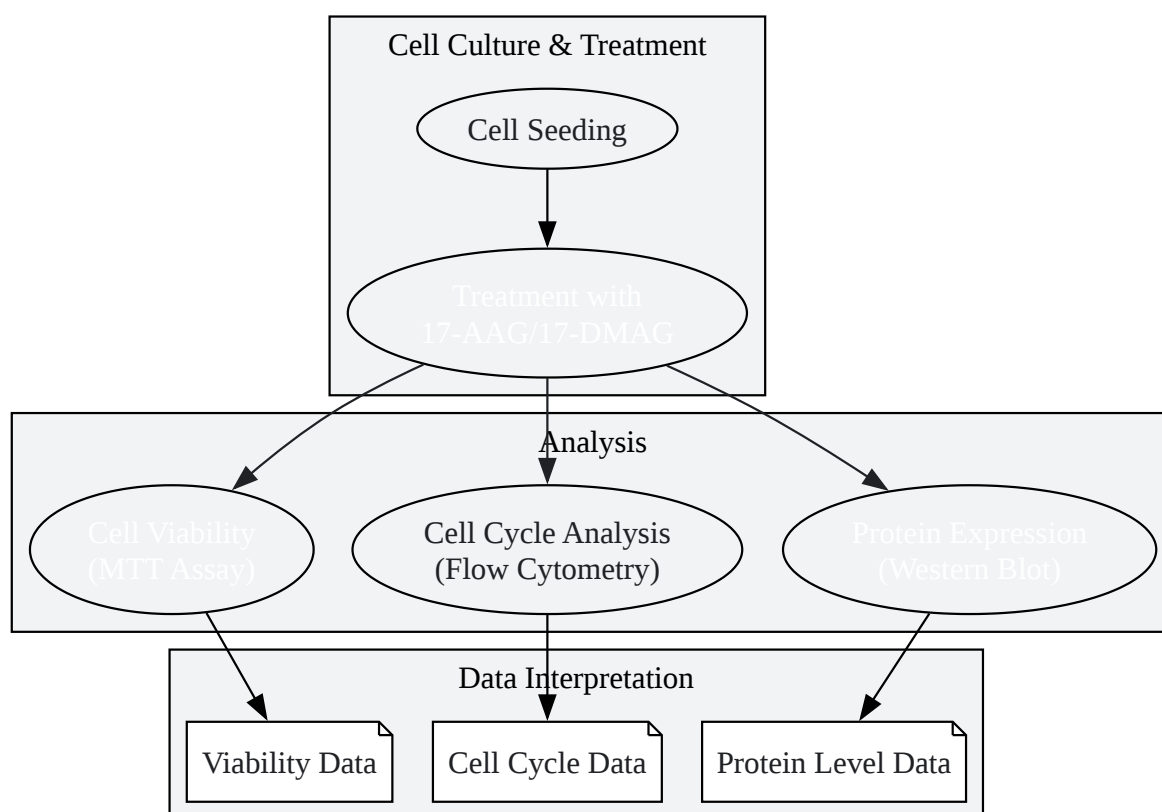 Cell Culture & Treatment
Cell Seeding
Treatment with
17-AAG/17-DMAG
Analysis
Cell Viability
(MTT Assay)
Cell Cycle Analysis
(Flow Cytometry)
Protein Expression
(Western Blot)
Data Interpretation
Viability Data
Cell Cycle Data
Protein Level Data